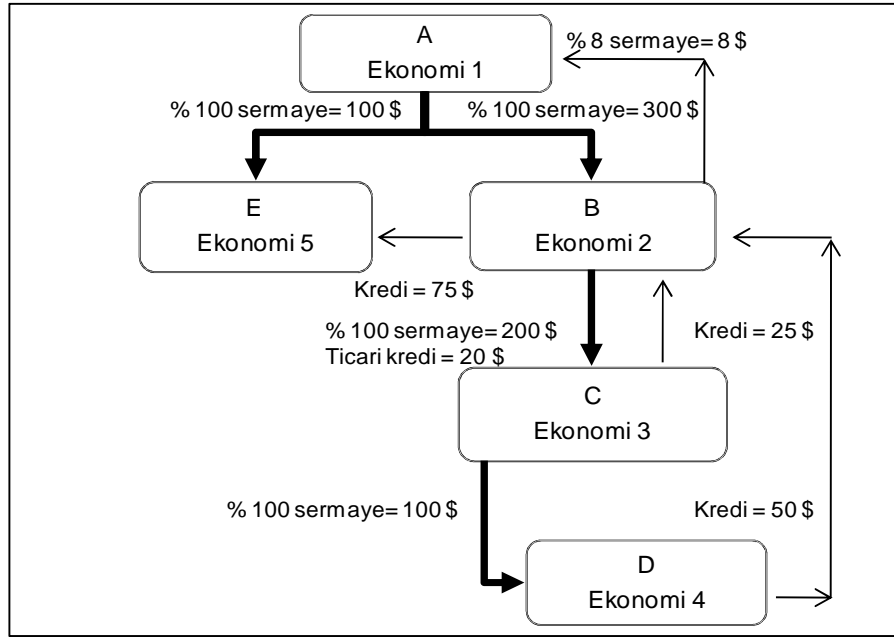 A
Ekonomi 1
% 8 sermaye= 8 $
% 100 sermaye= 100 $
% 100 sermaye= 300 $
E
Ekonomi 5
B
Ekonomi 2
Kredi = 75 $
% 100 sermaye= 200 $
Ticari kredi = 20 $
Kredi = 25 $
C
Ekonomi 3
% 100 sermaye= 100 $
Kredi = 50 $
D
Ekonomi 4